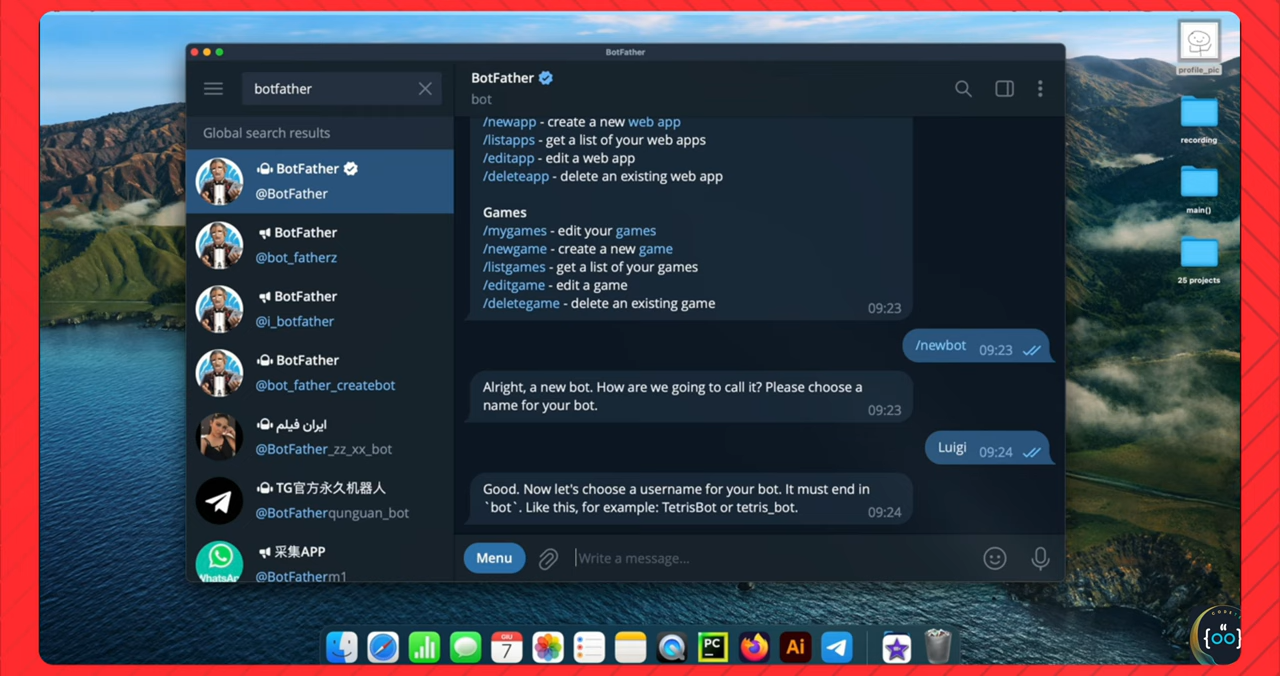 BotFather
botfather
Global search results
BotFather
@BotFather
BotFather
@bot_fatherz
BotFather
@i_botfather
BotFather
@bot_father_createbot
ایران فیلم
@BotFather_zz_xx_bot
TG官方永久机器人
@BotFatherqunguan_bot
采集APP
@BotFatherm1
WhatsAp
BotFather
bot
/newapp - create a new web app
/listapps - get a list of your web apps
/editapp - edit a web app
/deleteapp - delete an existing web app
Games
/mygames - edit your games
/newgame - create a new game
/listgames - get a list of your games
/editgame - edit a game
/deletegame - delete an existing game
09:23
/newbot 09:23
Alright, a new bot. How are we going to call it? Please choose a
name for your bot.
09:23
Luigi 09:24
Good. Now let's choose a username for your bot. It must end in
`bot`. Like this, for example: TetrisBot or tetris_bot.
09:24
Menu
Write a message...
profile_pic
recording
main()
25 projects
GIU
7
PC
Ai